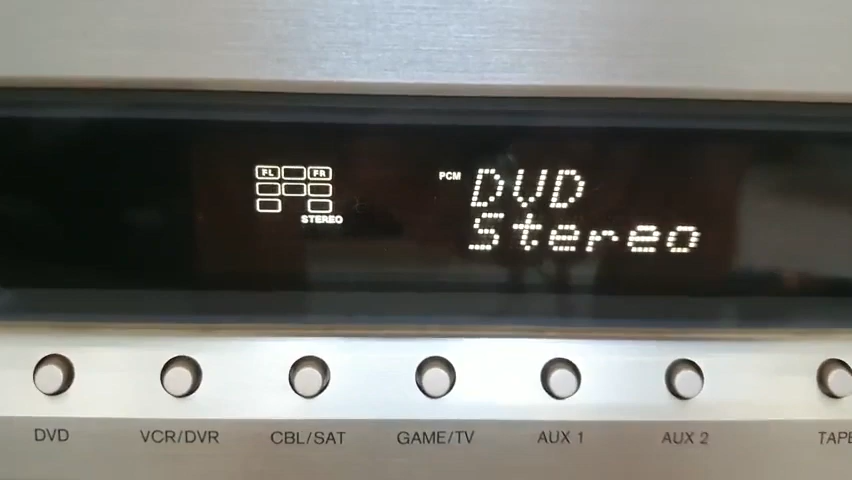 FL FR
STEREO
PCM DVD
Stereo
DVD VCR/DVR CBL/SAT GAME/TV AUX 1 AUX 2 TAPE